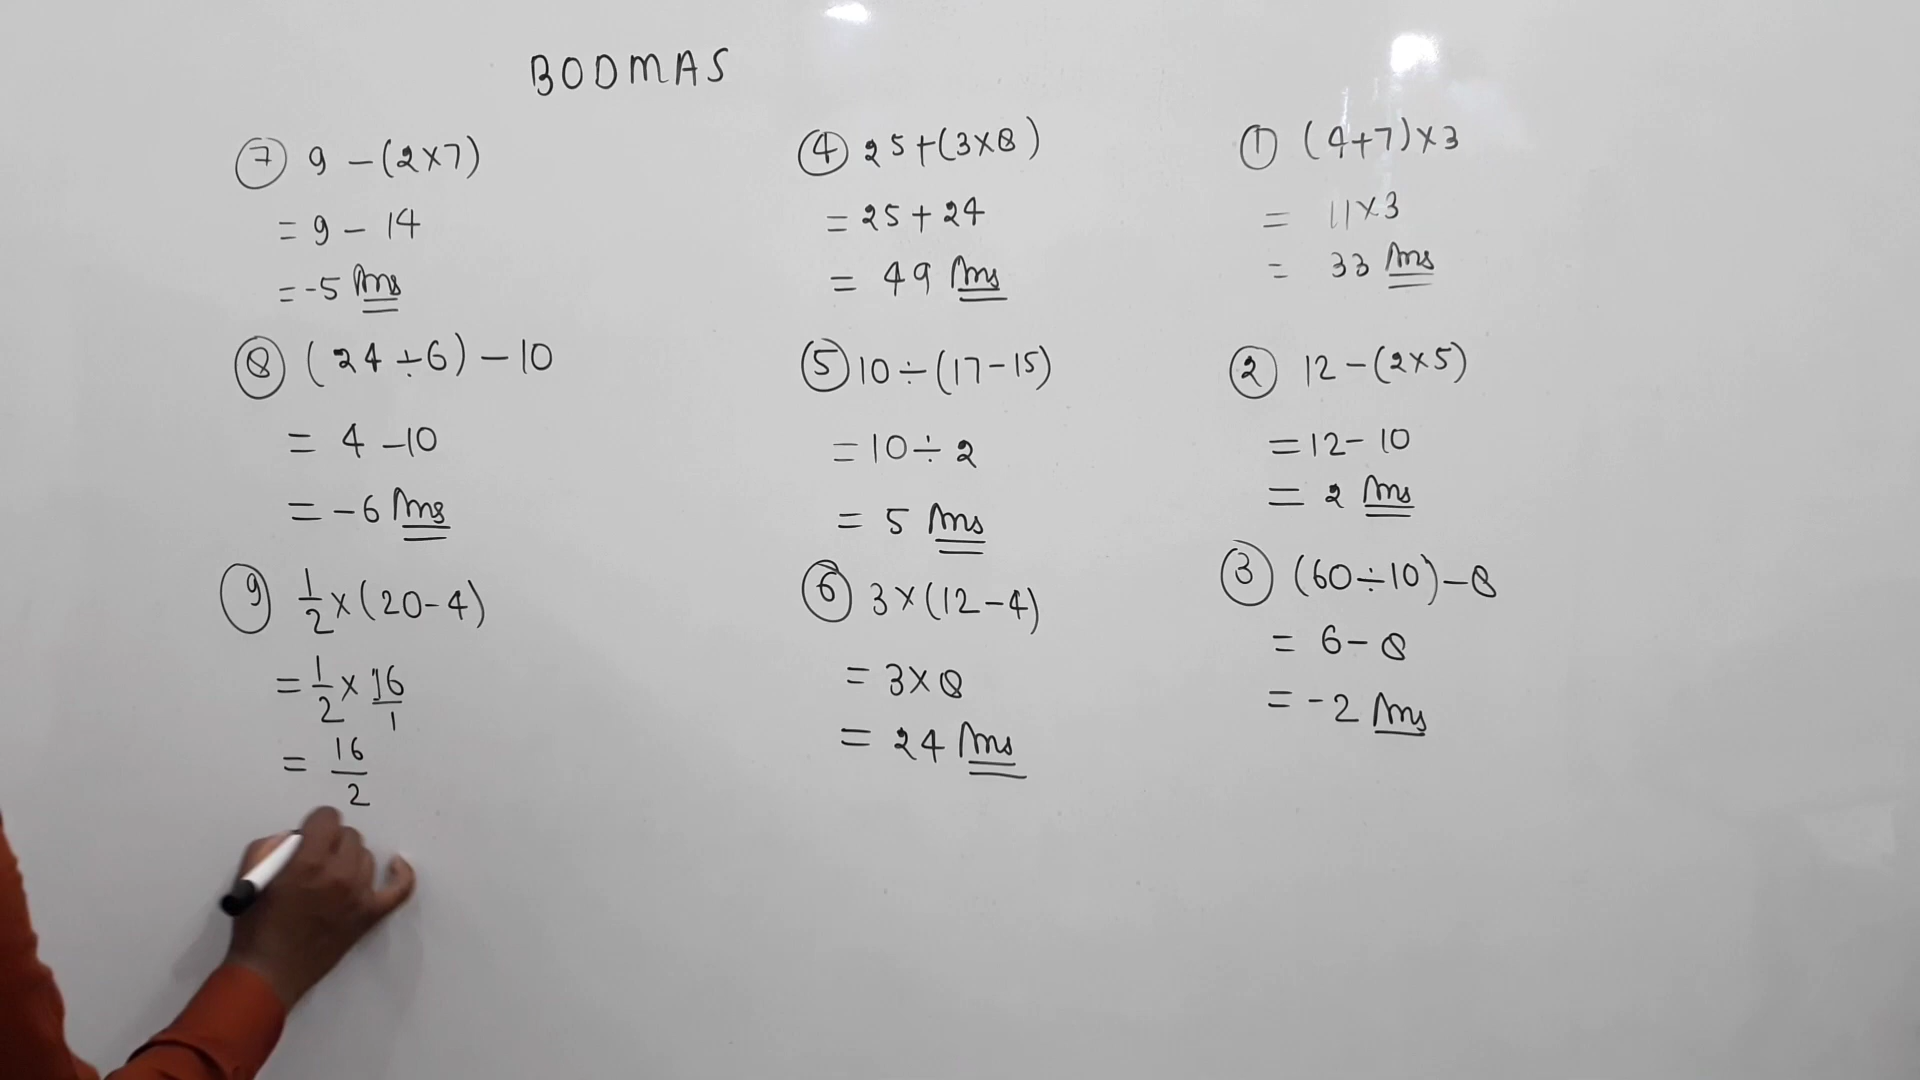 BODMAS
⑦ 9 - (2×7)
= 9 - 14
= -5 Ans
⑧ (24÷6) - 10
= 4 - 10
= -6 Ans
⑨ 1/2 × (20-4)
= 1/2 × 16/1
= 16/2
④ 25+(3×8)
= 25+24
= 49 Ans
⑤ 10÷(17-15)
= 10÷2
= 5 Ans
⑥ 3×(12-4)
= 3×8
= 24 Ans
① (4+7)×3
= 11×3
= 33 Ans
② 12-(2×5)
= 12-10
= 2 Ans
③ (60÷10)-8
= 6-8
= -2 Ans